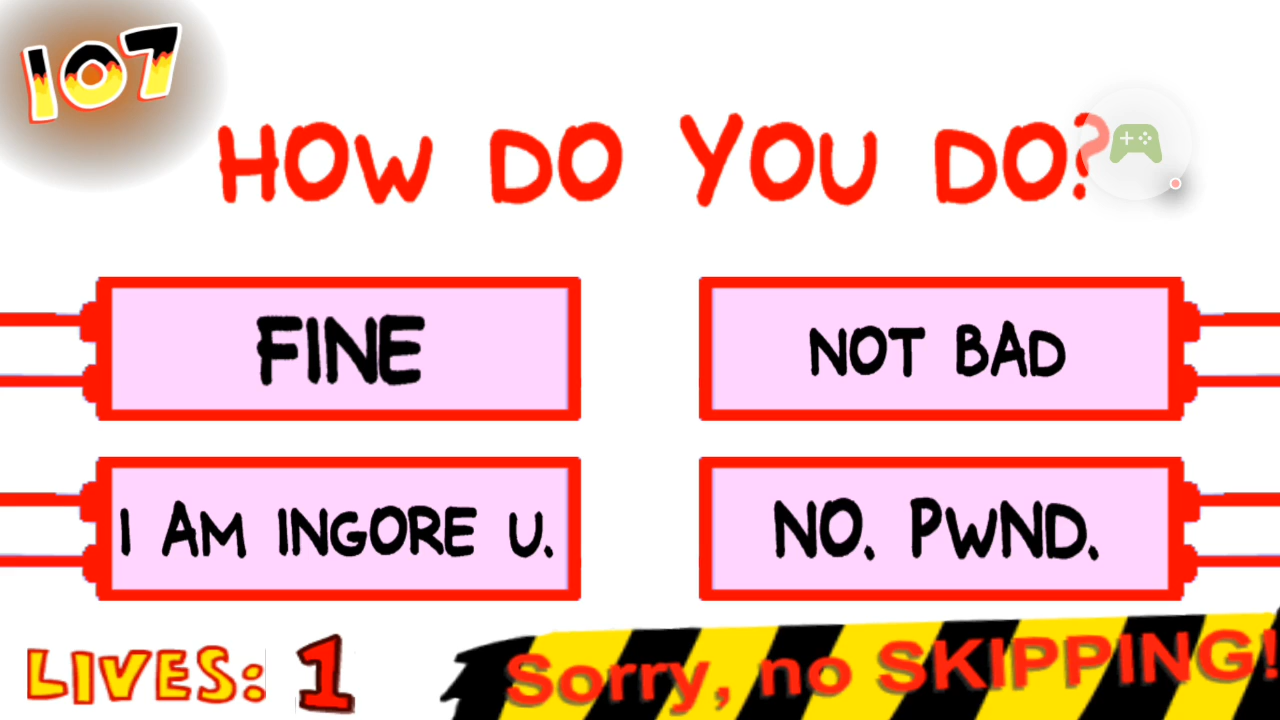 107
HOW DO YOU DO?
FINE
NOT BAD
I AM INGORE U.
NO. PWND.
LIVES: 1
Sorry, no SKIPPING!